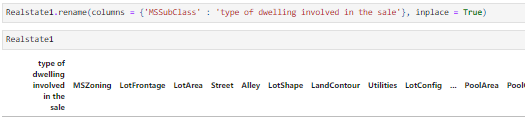 Realstate1.rename(columns = {'MSSubClass' : 'type of dwelling involved in the sale'}, inplace = True)
Realstate1
type of
dwelling
involved MSZoning LotFrontage LotArea Street Alley LotShape LandContour Utilities LotConfig ... PoolArea Pool
in the
sale